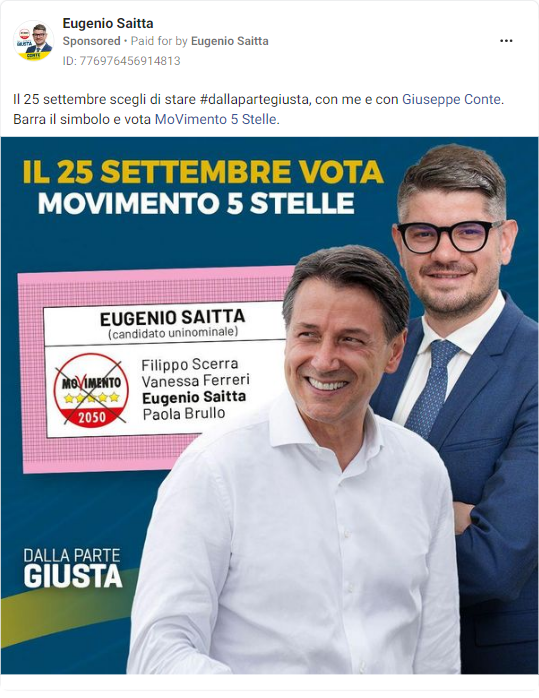 Eugenio Saitta
Sponsored • Paid for by Eugenio Saitta
ID: 776976456914813
Il 25 settembre scegli di stare #dallapartegiusta, con me e con Giuseppe Conte.
Barra il simbolo e vota MoVimento 5 Stelle.
IL 25 SETTEMBRE VOTA
MOVIMENTO 5 STELLE
EUGENIO SAITTA
(candidato uninominale)
MOVIMENTO
2050
Filippo Scerra
Vanessa Ferreri
Eugenio Saitta
Paola Brullo
DALLA PARTE
GIUSTA